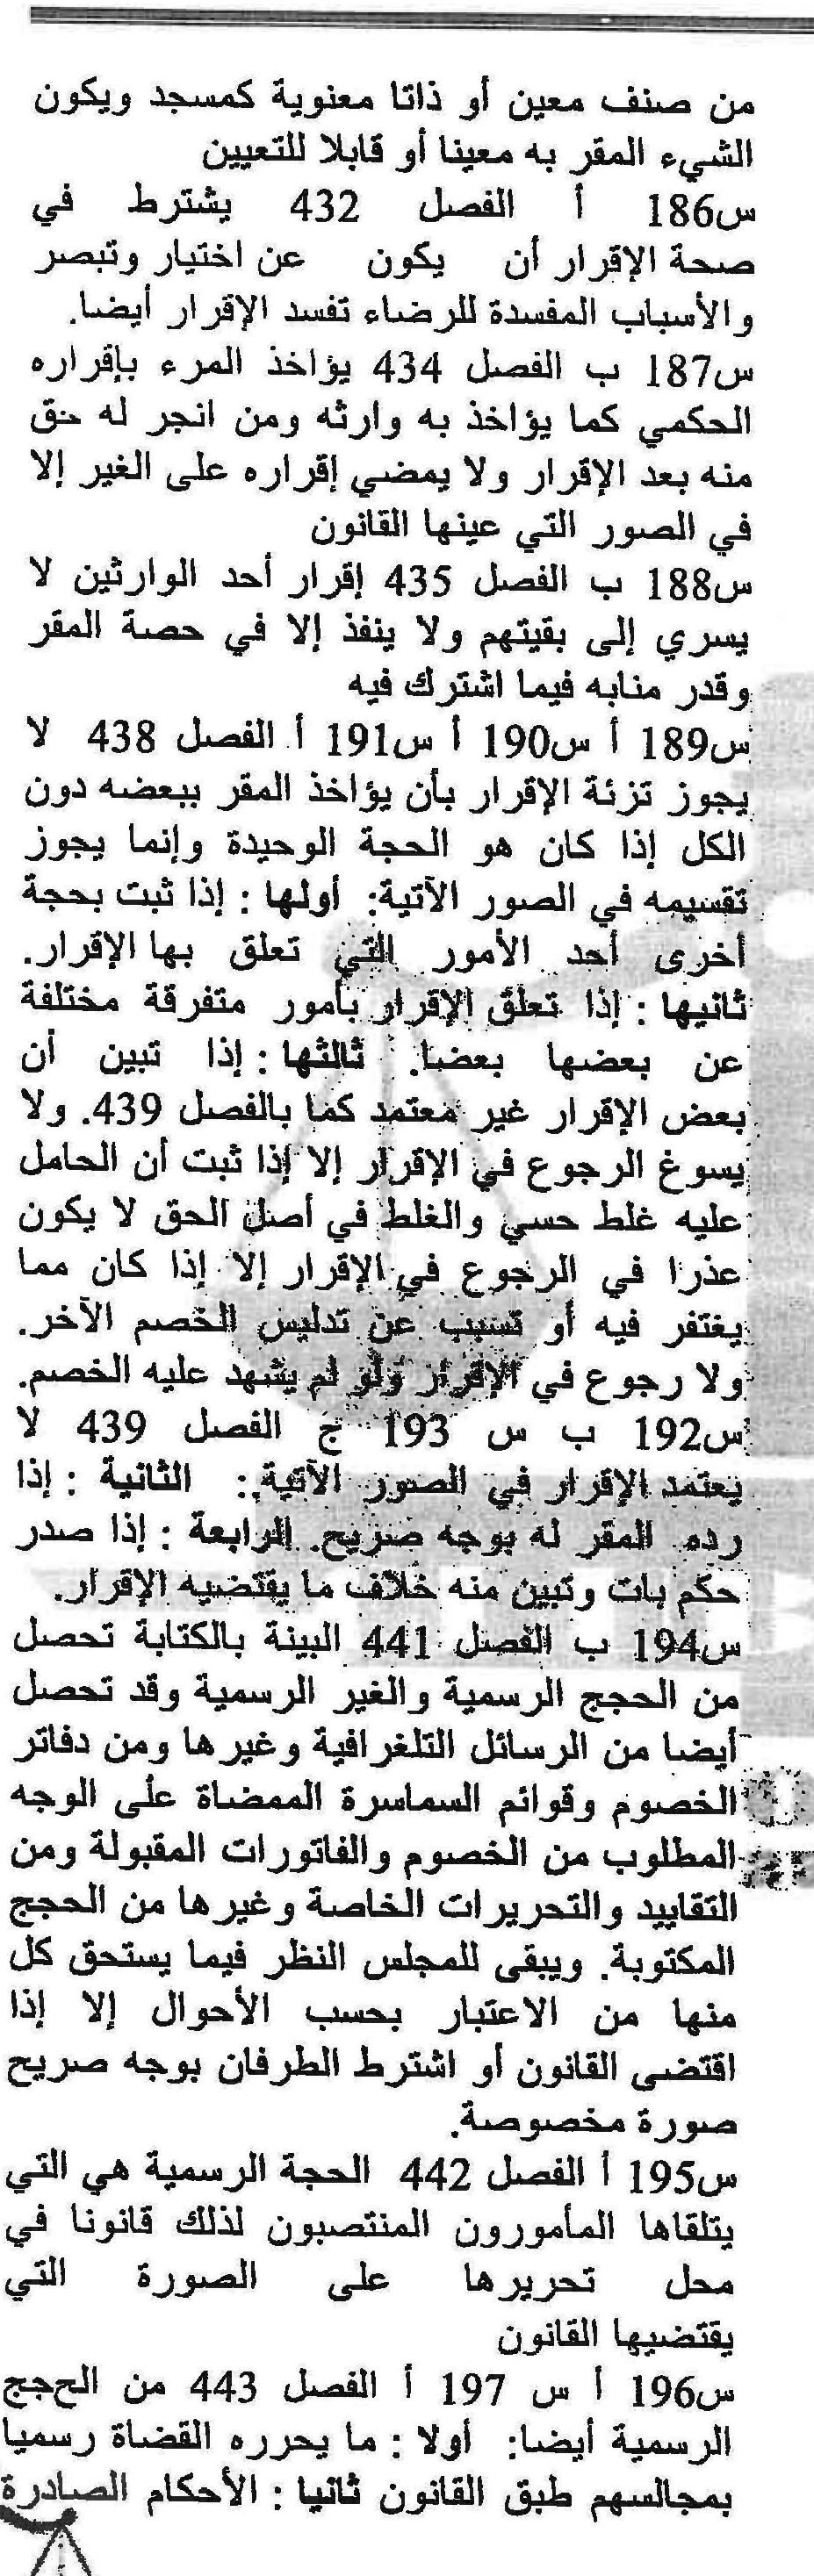 من صنف معين أو ذاتا معنوية كمسجد ويكون
الشيء المقر به معينا أو قابلا للتعيين
س186 أ الفصل 432 يشترط في
صحة الإقرار أن يكون عن اختيار وتبصر
والأسباب المفسدة للرضاء تفسد الإقرار أيضا.
س187 ب الفصل 434 يؤاخذ المرء بإقراره
الحكمي كما يؤاخذ به وارثه ومن انجر له حق
منه بعد الإقرار ولا يمضي إقراره على الغير إلا
في الصور التي عينها القانون
س188 ب الفصل 435 إقرار أحد الوارثين لا
يسري إلى بقيتهم ولا ينفذ إلا في حصة المقر
وقدر منابه فيما اشترك فيه
س189 أ س190 أ س191 أ الفصل 438 لا
يجوز تزئة الإقرار بأن يؤاخذ المقر ببعضه دون
الكل إذا كان هو الحجة الوحيدة وإنما يجوز
تقسيمه في الصور الآتية: أولها : إذا ثبت بحجة
أخرى أحد الأمور التي تعلق بها الإقرار.
ثانيها : إذا تعلق الإقرار بأمور متفرقة مختلفة
عن بعضها بعضا. ثالثها : إذا تبين أن
بعض الإقرار غير معتمد كما بالفصل 439. ولا
يسوغ الرجوع في الإقرار إلا إذا ثبت أن الحامل
عليه غلط حسي والغلط في أصل الحق لا يكون
عذرا في الرجوع في الإقرار إلا إذا كان مما
يغتفر فيه أو تسبب عن تدليس الخصم الآخر.
ولا رجوع في الإقرار ولو لم يشهد عليه الخصم.
س192 ب س 193 ج الفصل 439 لا
يعتمد الإقرار في الصور الآتية: الثانية : إذا
رده المقر له بوجه صريح. الرابعة : إذا صدر
حكم بات وتبين منه خلاف ما يقتضيه الإقرار.
س194 ب الفصل 441 البينة بالكتابة تحصل
من الحجج الرسمية والغير الرسمية وقد تحصل
أيضا من الرسائل التلغرافية وغيرها ومن دفاتر
الخصوم وقوائم السماسرة الممضاة على الوجه
المطلوب من الخصوم والفاتورات المقبولة ومن
التقاييد والتحريرات الخاصة وغيرها من الحجج
المكتوبة. ويبقى للمجلس النظر فيما يستحق كل
منها من الاعتبار بحسب الأحوال إلا إذا
اقتضى القانون أو اشترط الطرفان بوجه صريح
صورة مخصوصة.
س195 أ الفصل 442 الحجة الرسمية هي التي
يتلقاها المأمورون المنتصبون لذلك قانونا في
محل تحريرها على الصورة التي
يقتضيها القانون
س196 أ س 197 أ الفصل 443 من الحجج
الرسمية أيضا: أولا : ما يحرره القضاة رسميا
بمجالسهم طبق القانون ثانيا : الأحكام الصادرة